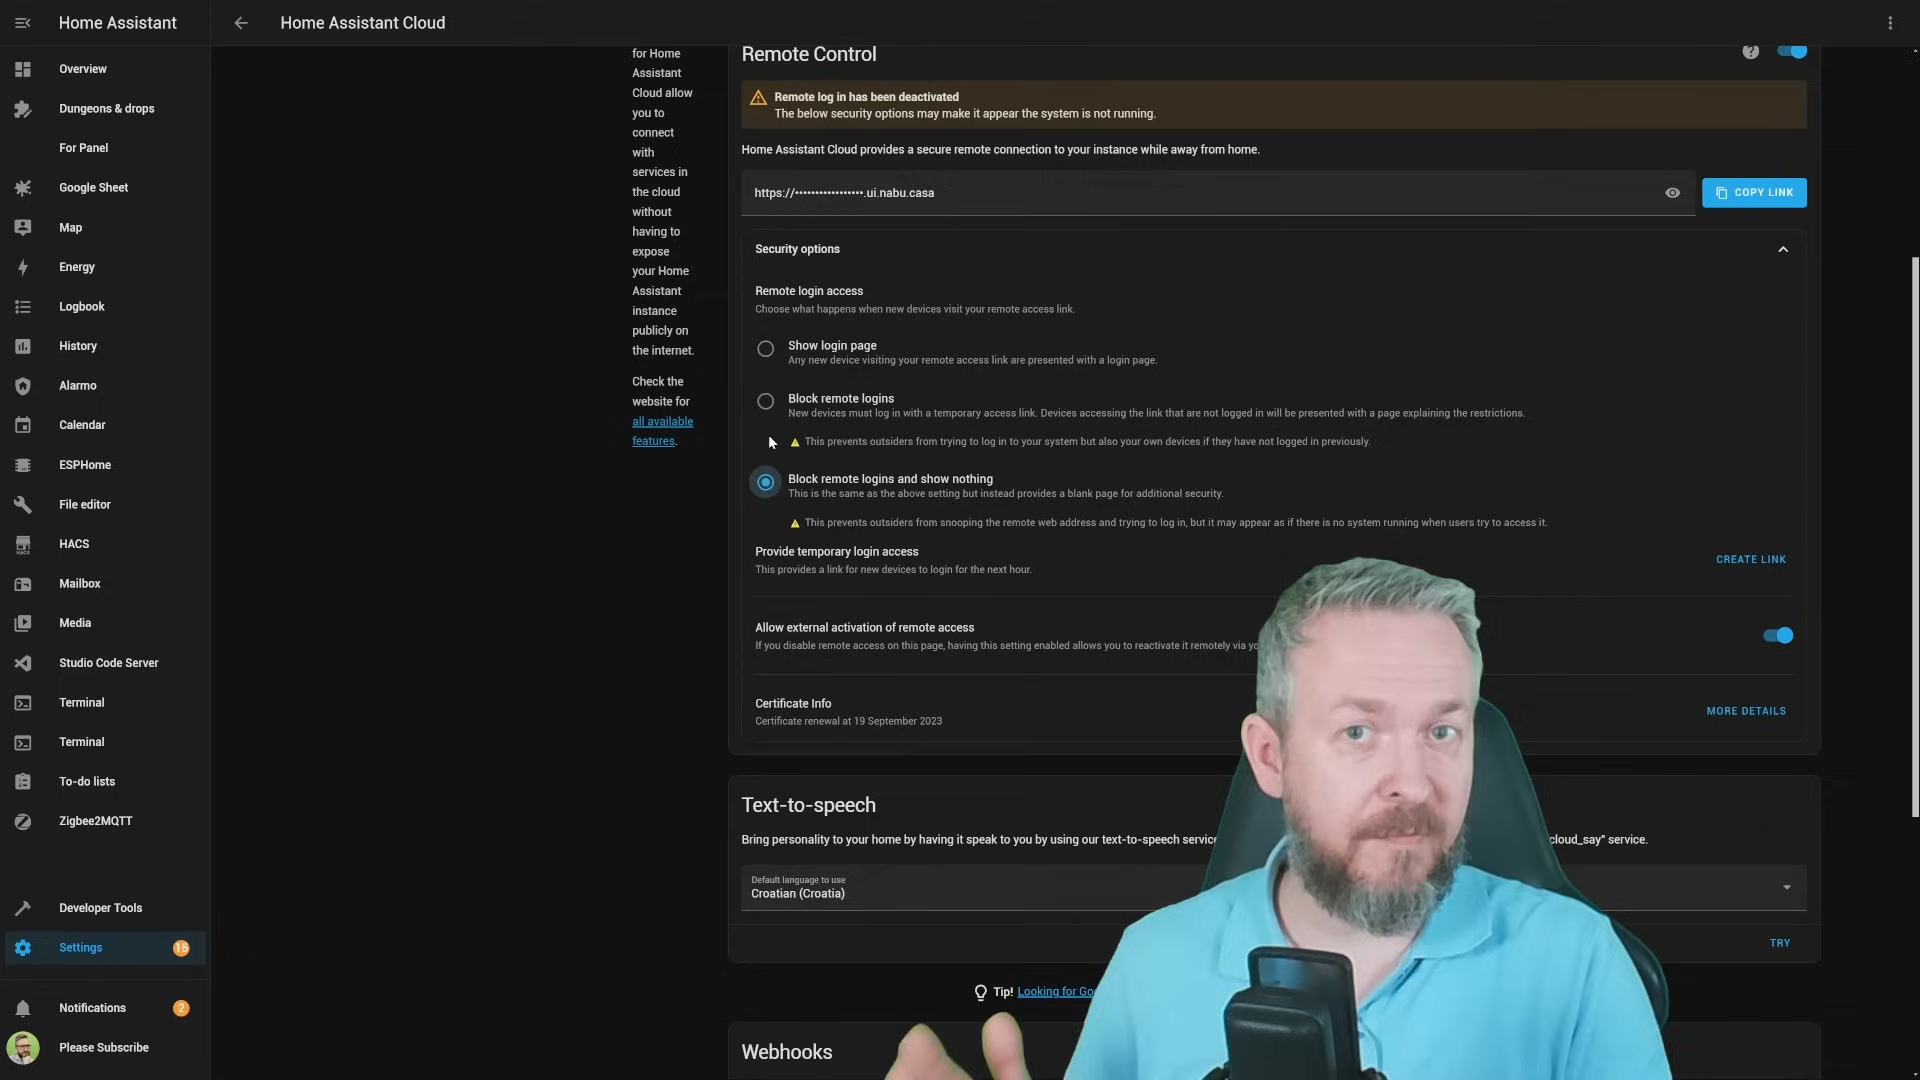 Home Assistant
Overview
Dungeons & drops
For Panel
Google Sheet
Map
Energy
Logbook
History
Alarmo
Calendar
ESPHome
File editor
HACS
HACS
Mailbox
Media
Studio Code Server
Terminal
Terminal
To-do lists
Zigbee2MQTT
Developer Tools
Settings
15
Notifications
2
Please Subscribe
Home Assistant Cloud
for Home
Assistant
Cloud allow
you to
connect
with
services in
the cloud
without
having to
expose
your Home
Assistant
instance
publicly on
the internet.
Check the
website for
all available
features.
Remote Control
Remote log in has been deactivated
The below security options may make it appear the system is not running.
Home Assistant Cloud provides a secure remote connection to your instance while away from home.
https://•••••••••••••••••.ui.nabu.casa
COPY LINK
Security options
Remote login access
Choose what happens when new devices visit your remote access link.
Show login page
Any new device visiting your remote access link are presented with a login page.
Block remote logins
New devices must log in with a temporary access link. Devices accessing the link that are not logged in will be presented with a page explaining the restrictions.
This prevents outsiders from trying to log in to your system but also your own devices if they have not logged in previously.
Block remote logins and show nothing
This is the same as the above setting but instead provides a blank page for additional security.
This prevents outsiders from snooping the remote web address and trying to log in, but it may appear as if there is no system running when users try to access it.
Provide temporary login access
This provides a link for new devices to login for the next hour.
CREATE LINK
Allow external activation of remote access
If you disable remote access on this page, having this setting enabled allows you to reactivate it remotely via
Certificate Info
Certificate renewal at 19 September 2023
MORE DETAILS
Text-to-speech
Bring personality to your home by having it speak to you by using our text-to-speech service cloud_say" service.
Default language to use
Croatian (Croatia)
TRY
Tip! Looking for
Webhooks